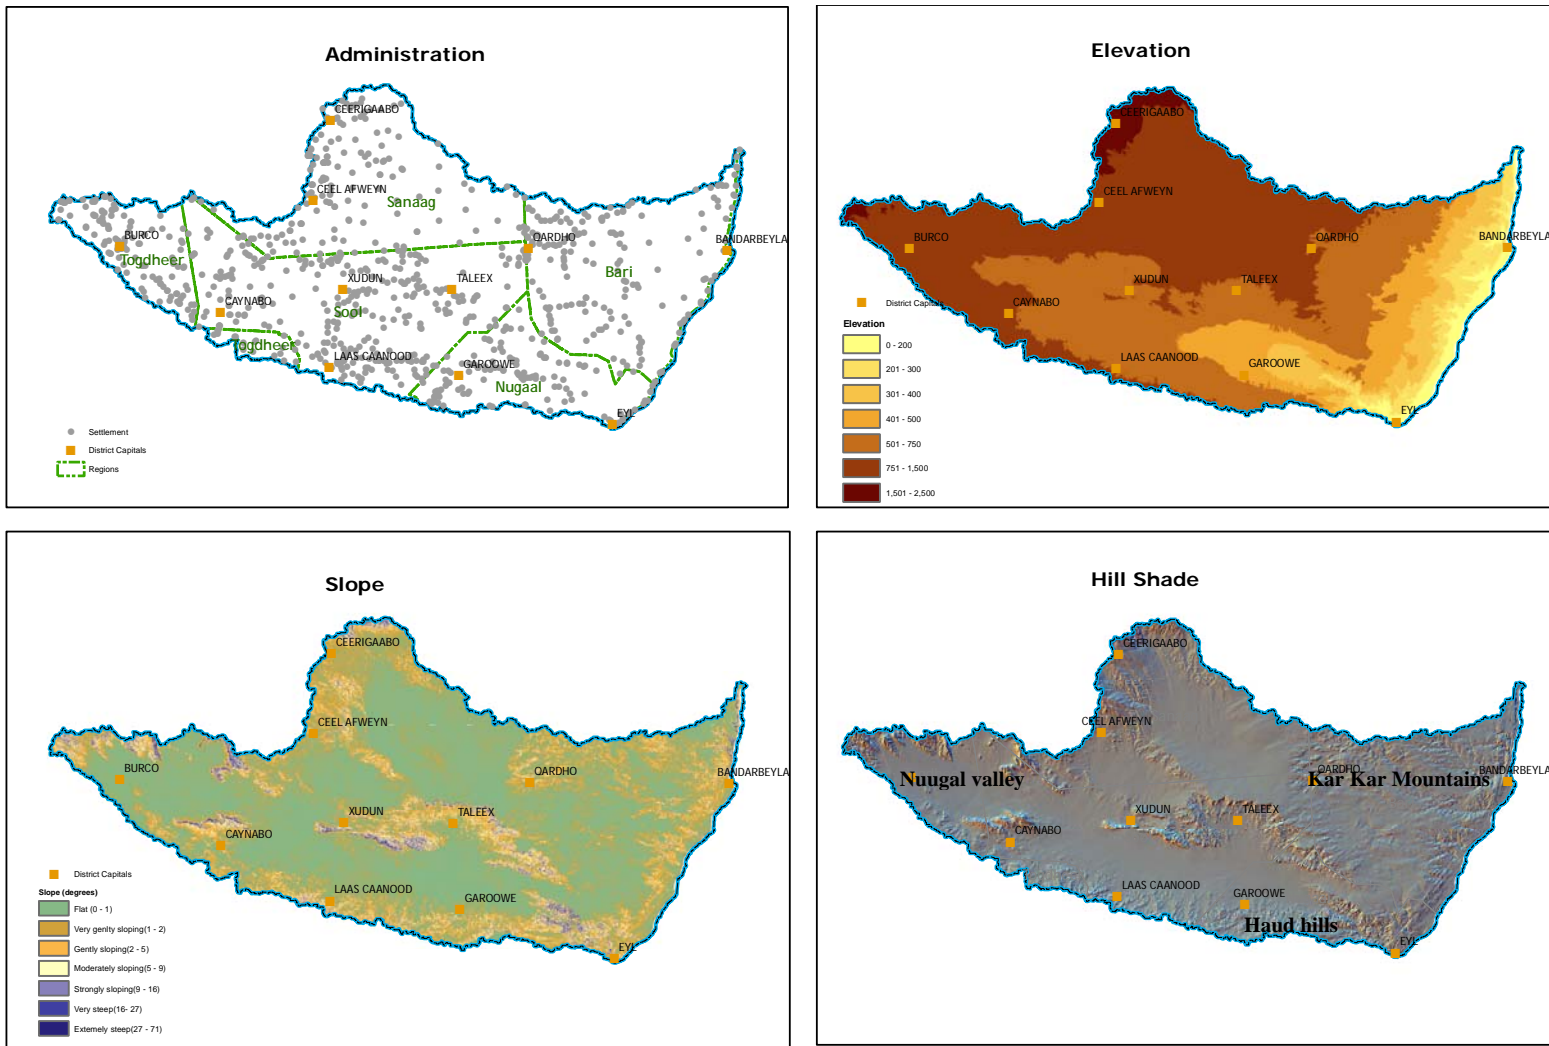 Administration
CEERIGAABO
CEEL AFWEYN
Sanaag
BURCO
Togdheer
QARDHO
BANDARBEYLA
Bari
XUDUN
TALEEX
CAYNABO
Sool
Togdheer
LAAS CAANOOD
GAROOWE
Nugaal
EYL
Settlement
District Capitals
Regions
Elevation
CEERIGAABO
CEEL AFWEYN
BURCO
QARDHO
BANDARBEYLA
XUDUN
TALEEX
CAYNABO
LAAS CAANOOD
GAROOWE
EYL
District Capitals
Elevation
0 - 200
201 - 300
301 - 400
401 - 500
501 - 750
751 - 1,500
1,501 - 2,500
Slope
CEERIGAABO
CEEL AFWEYN
BURCO
QARDHO
BANDARBEYLA
XUDUN
TALEEX
CAYNABO
LAAS CAANOOD
GAROOWE
EYL
District Capitals
Slope (degrees)
Flat (0 - 1)
Very genlty sloping(1 - 2)
Gently sloping(2 - 5)
Moderately sloping(5 - 9)
Strongly sloping(9 - 16)
Very steep(16- 27)
Extemely steep(27 - 71)
Hill Shade
CEERIGAABO
CEEL AFWEYN
Nuugal valley
QARDHO
Kar Kar Mountains
BANDARBEYLA
XUDUN
TALEEX
CAYNABO
LAAS CAANOOD
GAROOWE
Haud hills
EYL